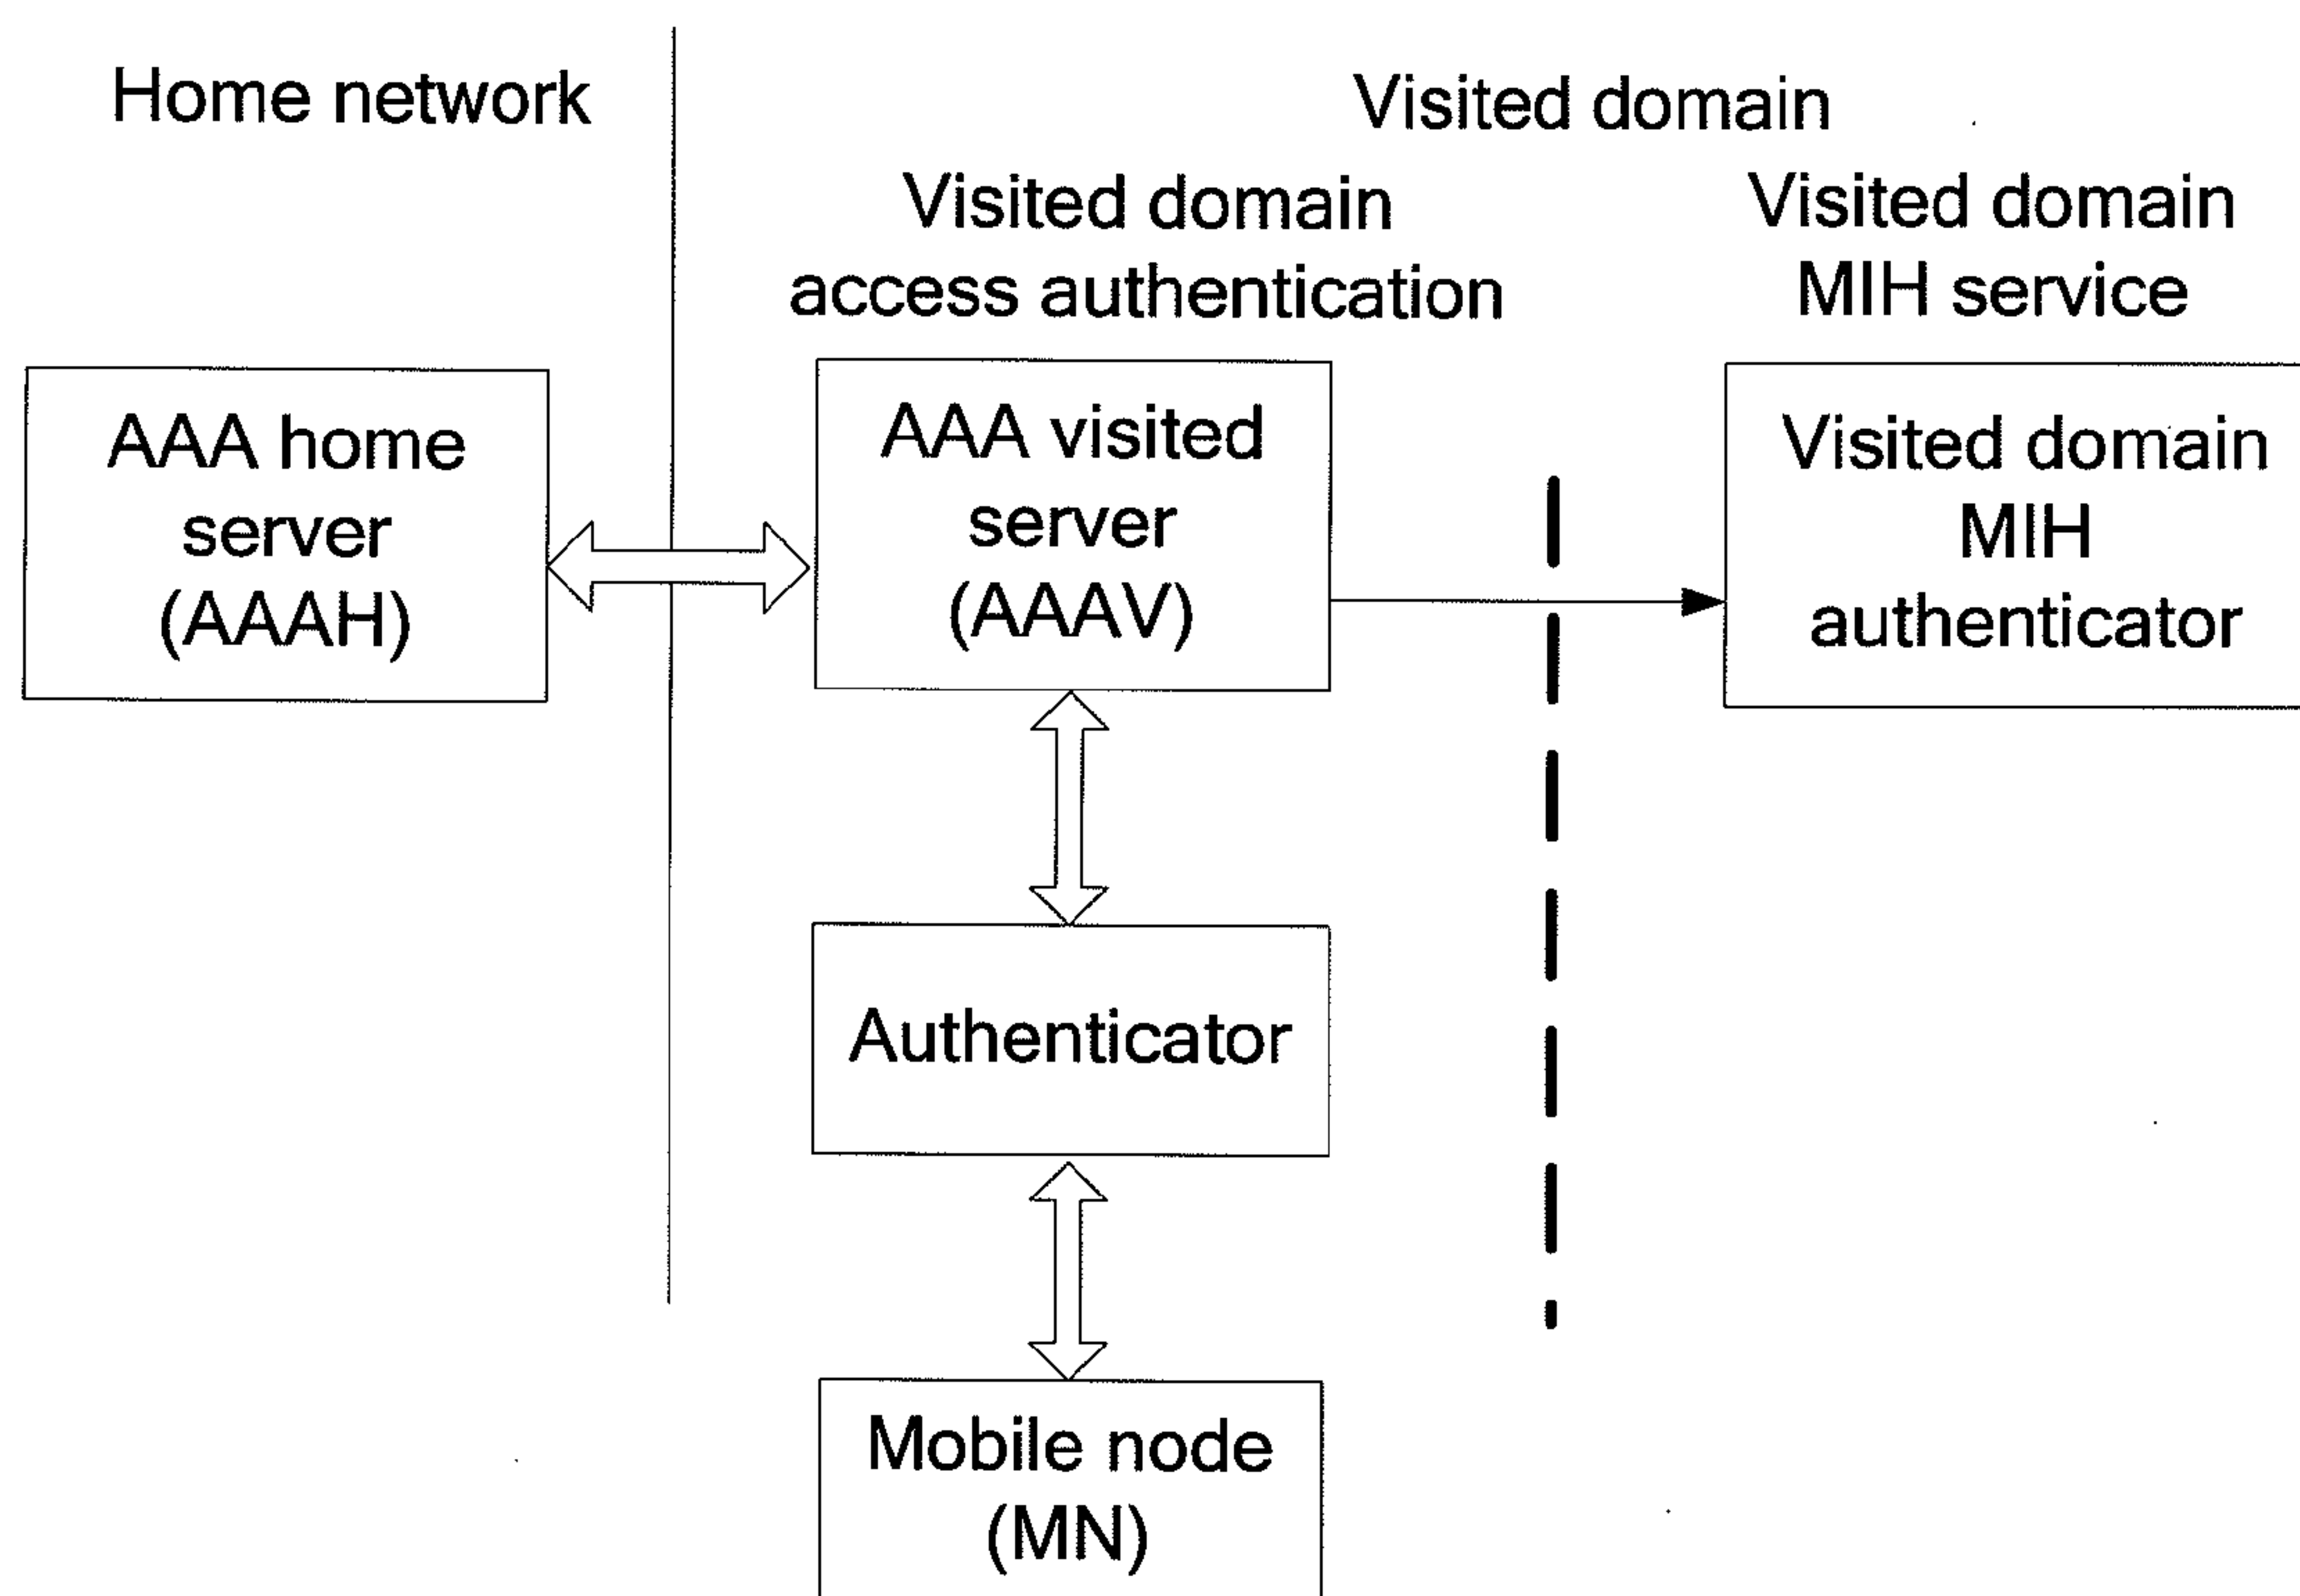 Home network
Visited domain
Visited domain
access authentication
Visited domain
MIH service
AAA home
server
(AAAH)
AAA visited
server
(AAAV)
Visited domain
MIH
authenticator
Authenticator
Mobile node
(MN)